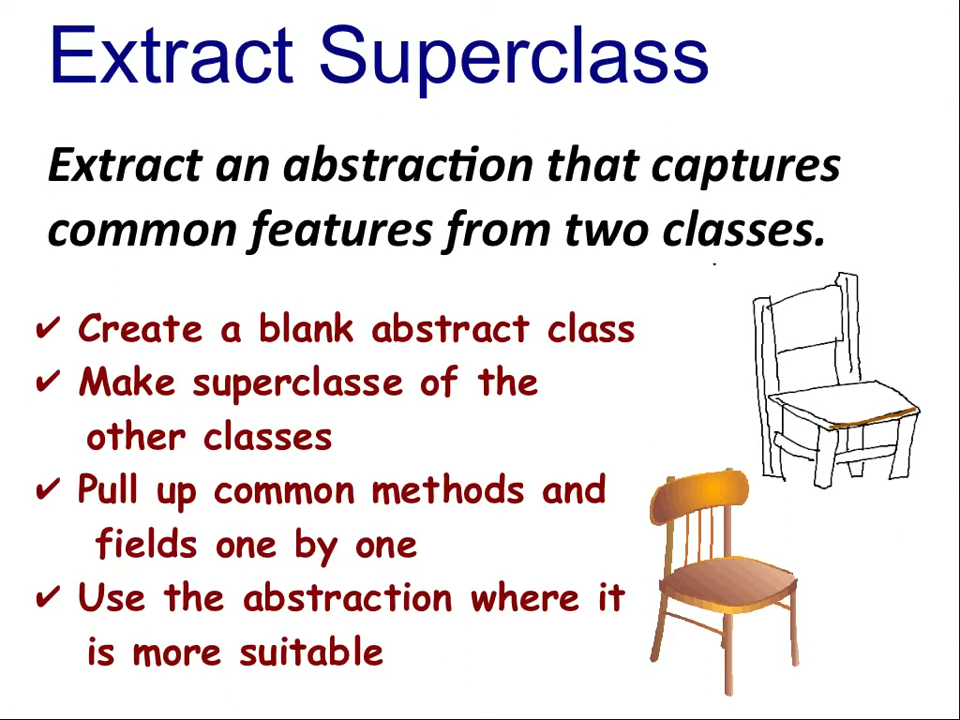 Extract Superclass
Extract an abstraction that captures
common features from two classes.
✔ Create a blank abstract class
✔ Make superclasse of the
other classes
✔ Pull up common methods and
fields one by one
✔ Use the abstraction where it
is more suitable